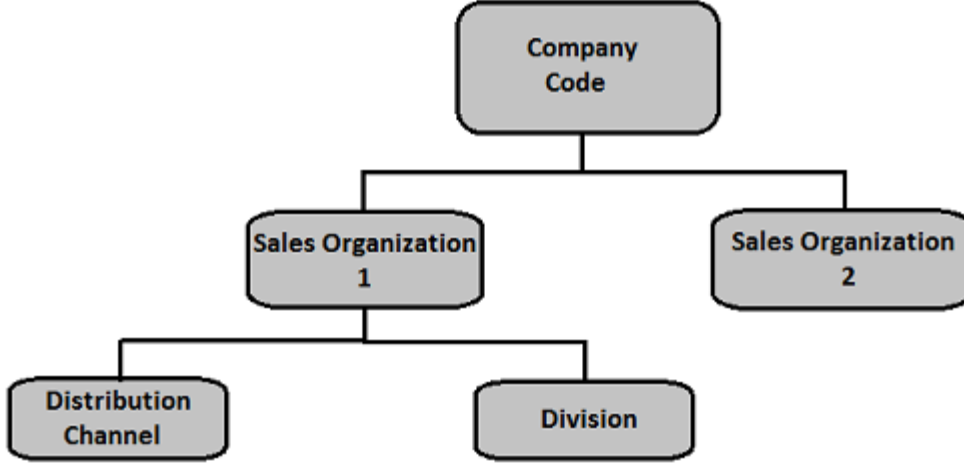 Company
Code
Sales Organization
1
Sales Organization
2
Distribution
Channel
Division